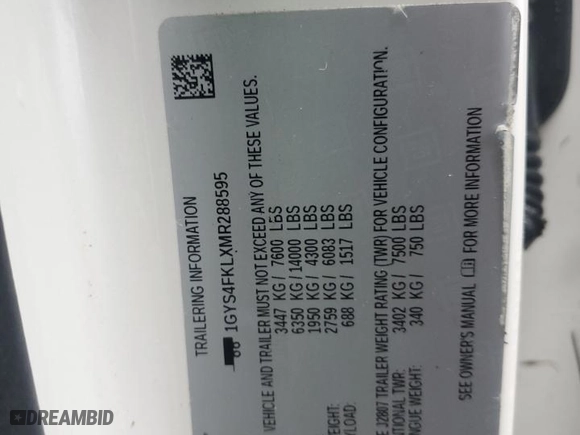 TRAILERING INFORMATION
1GYS4FKLXMR288595
VEHICLE AND TRAILER MUST NOT EXCEED ANY OF THESE VALUES.
3447 KG/ 7600 LBS
6350 KG/ 14000 LBS
1950 KG/ 4300 LBS
EIGHT: 2759 KG/ 6083 LBS
YLOAD: 688 KG/ 1517 LBS
E J2807 TRAILER WEIGHT RATING (TWR) FOR VEHICLE CONFIGURATION.
TIONAL TWR: 3402 KG/ 7500 LBS
NGUE WEIGHT: 340 KG/ 750 LBS
SEE OWNER'S MANUAL FOR MORE INFORMATION
DREAMBID